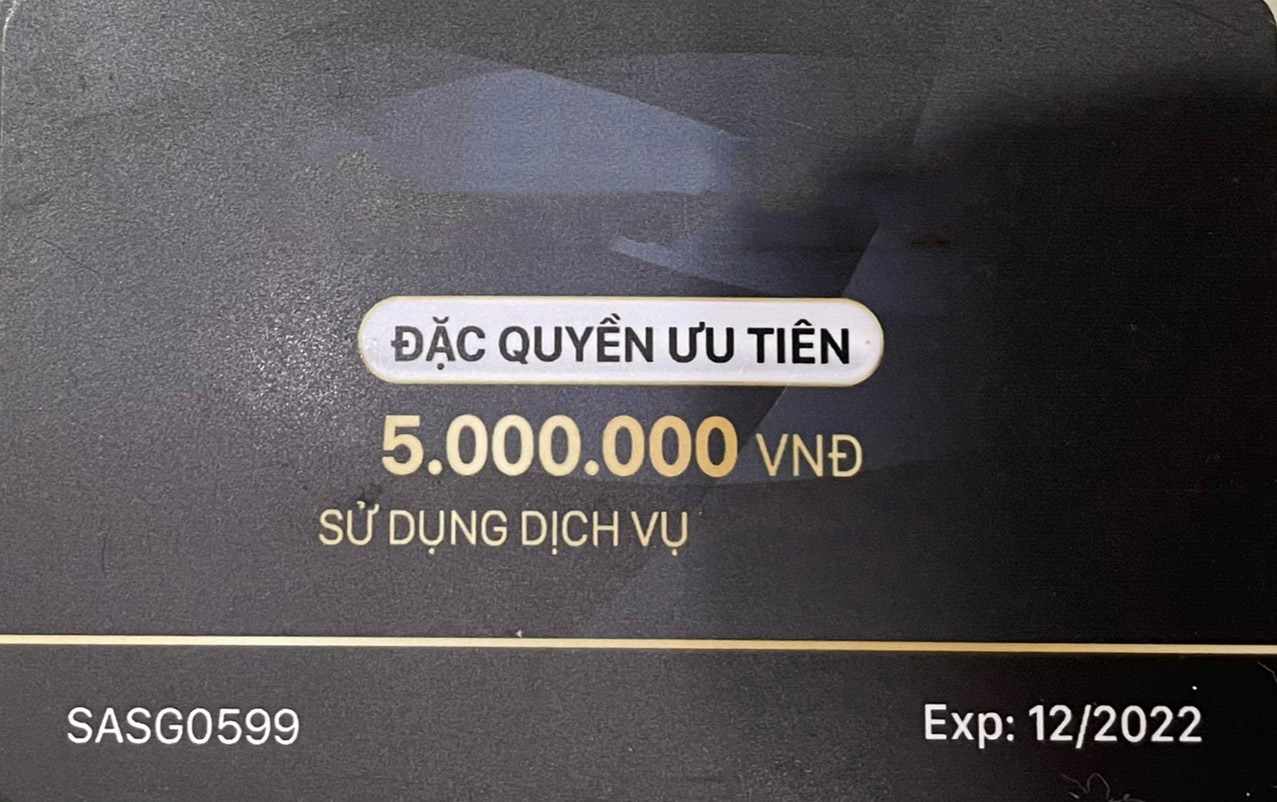 ĐẶC QUYỀN ƯU TIÊN
5.000.000 VNĐ
SỬ DỤNG DỊCH VỤ
SASG0599
Exp: 12/2022